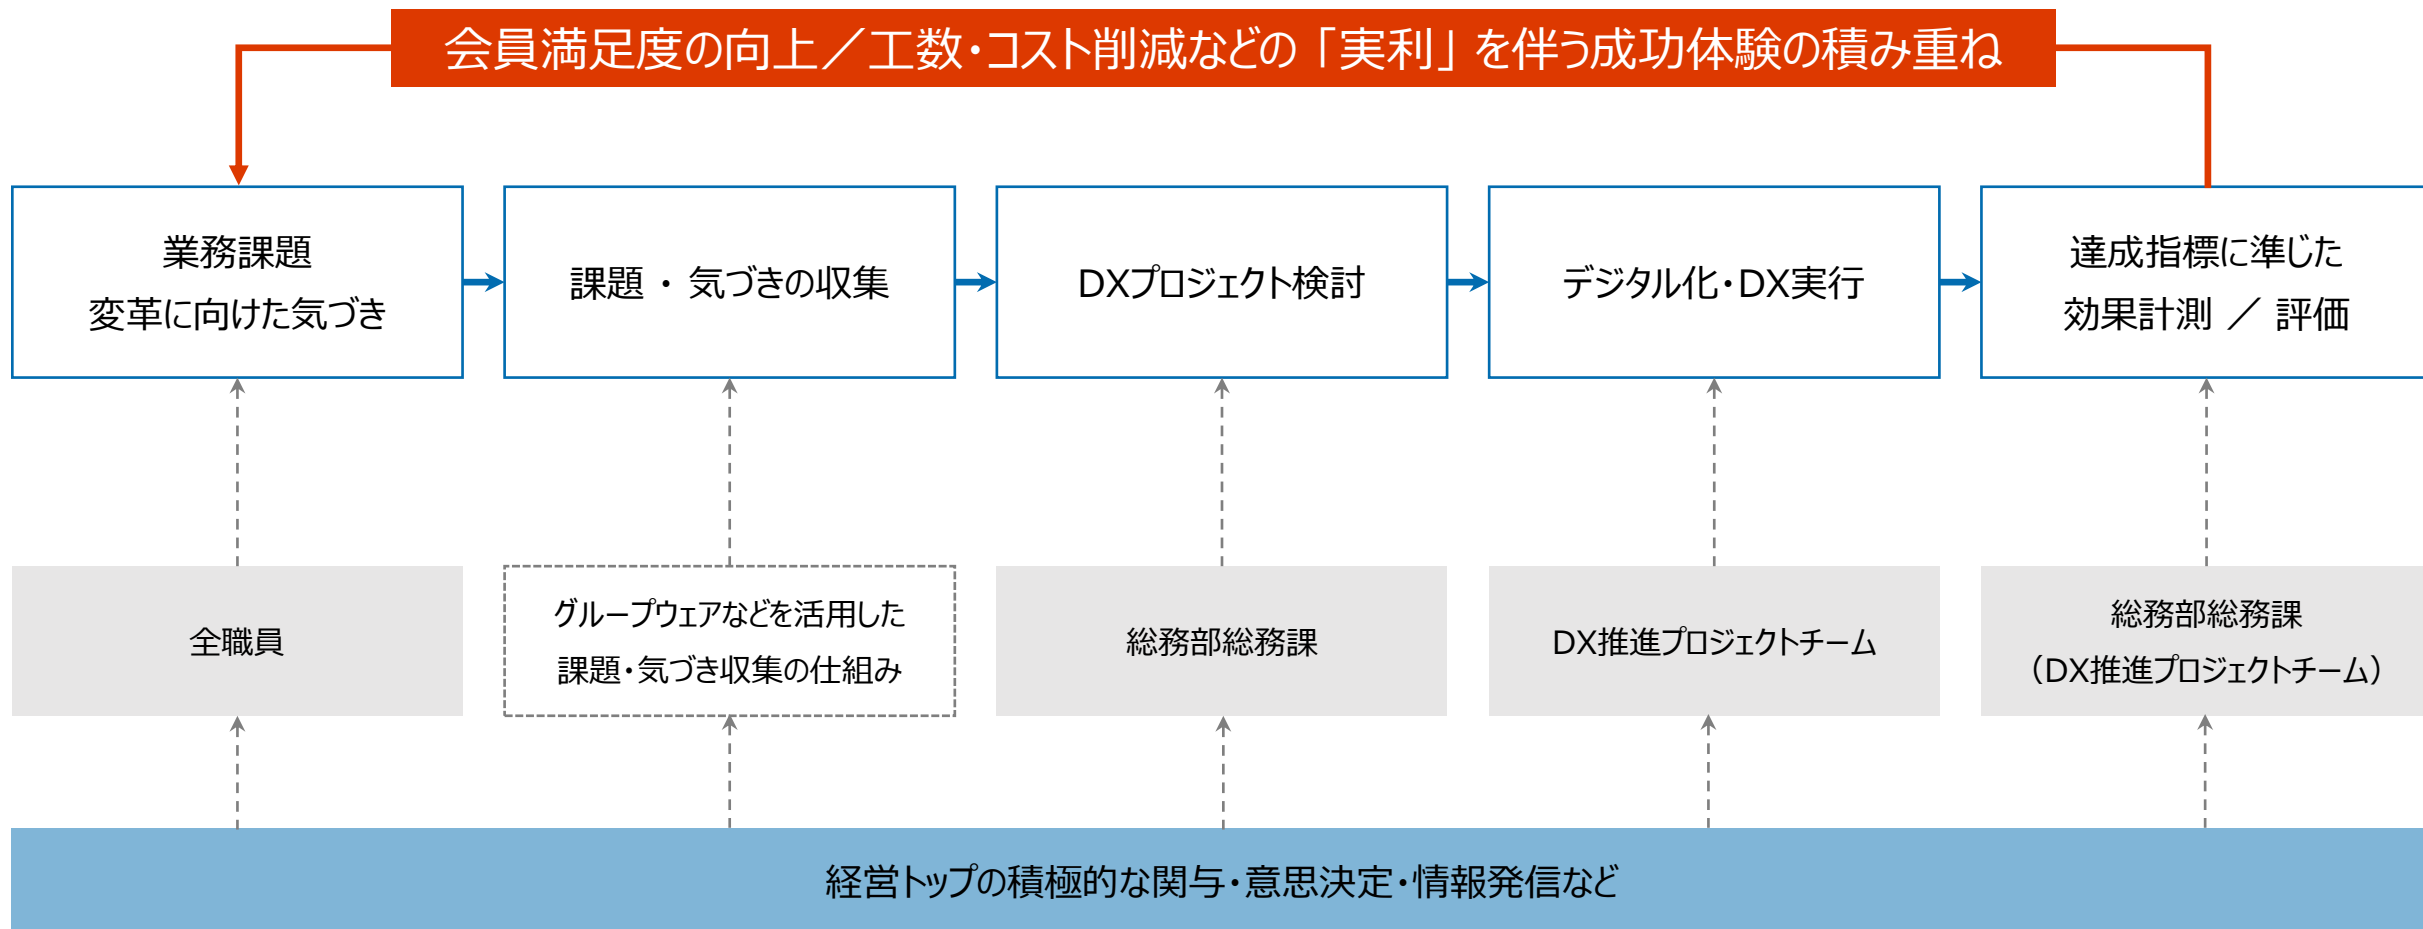 会員満足度の向上／工数・コスト削減などの「実利」を伴う成功体験の積み重ね
業務課題
変革に向けた気づき
課題 ・ 気づきの収集
DXプロジェクト検討
デジタル化・DX実行
達成指標に準じた
効果計測 ／ 評価
全職員
グループウェアなどを活用した
課題・気づき収集の仕組み
総務部総務課
DX推進プロジェクトチーム
総務部総務課
（DX推進プロジェクトチーム）
経営トップの積極的な関与・意思決定・情報発信など